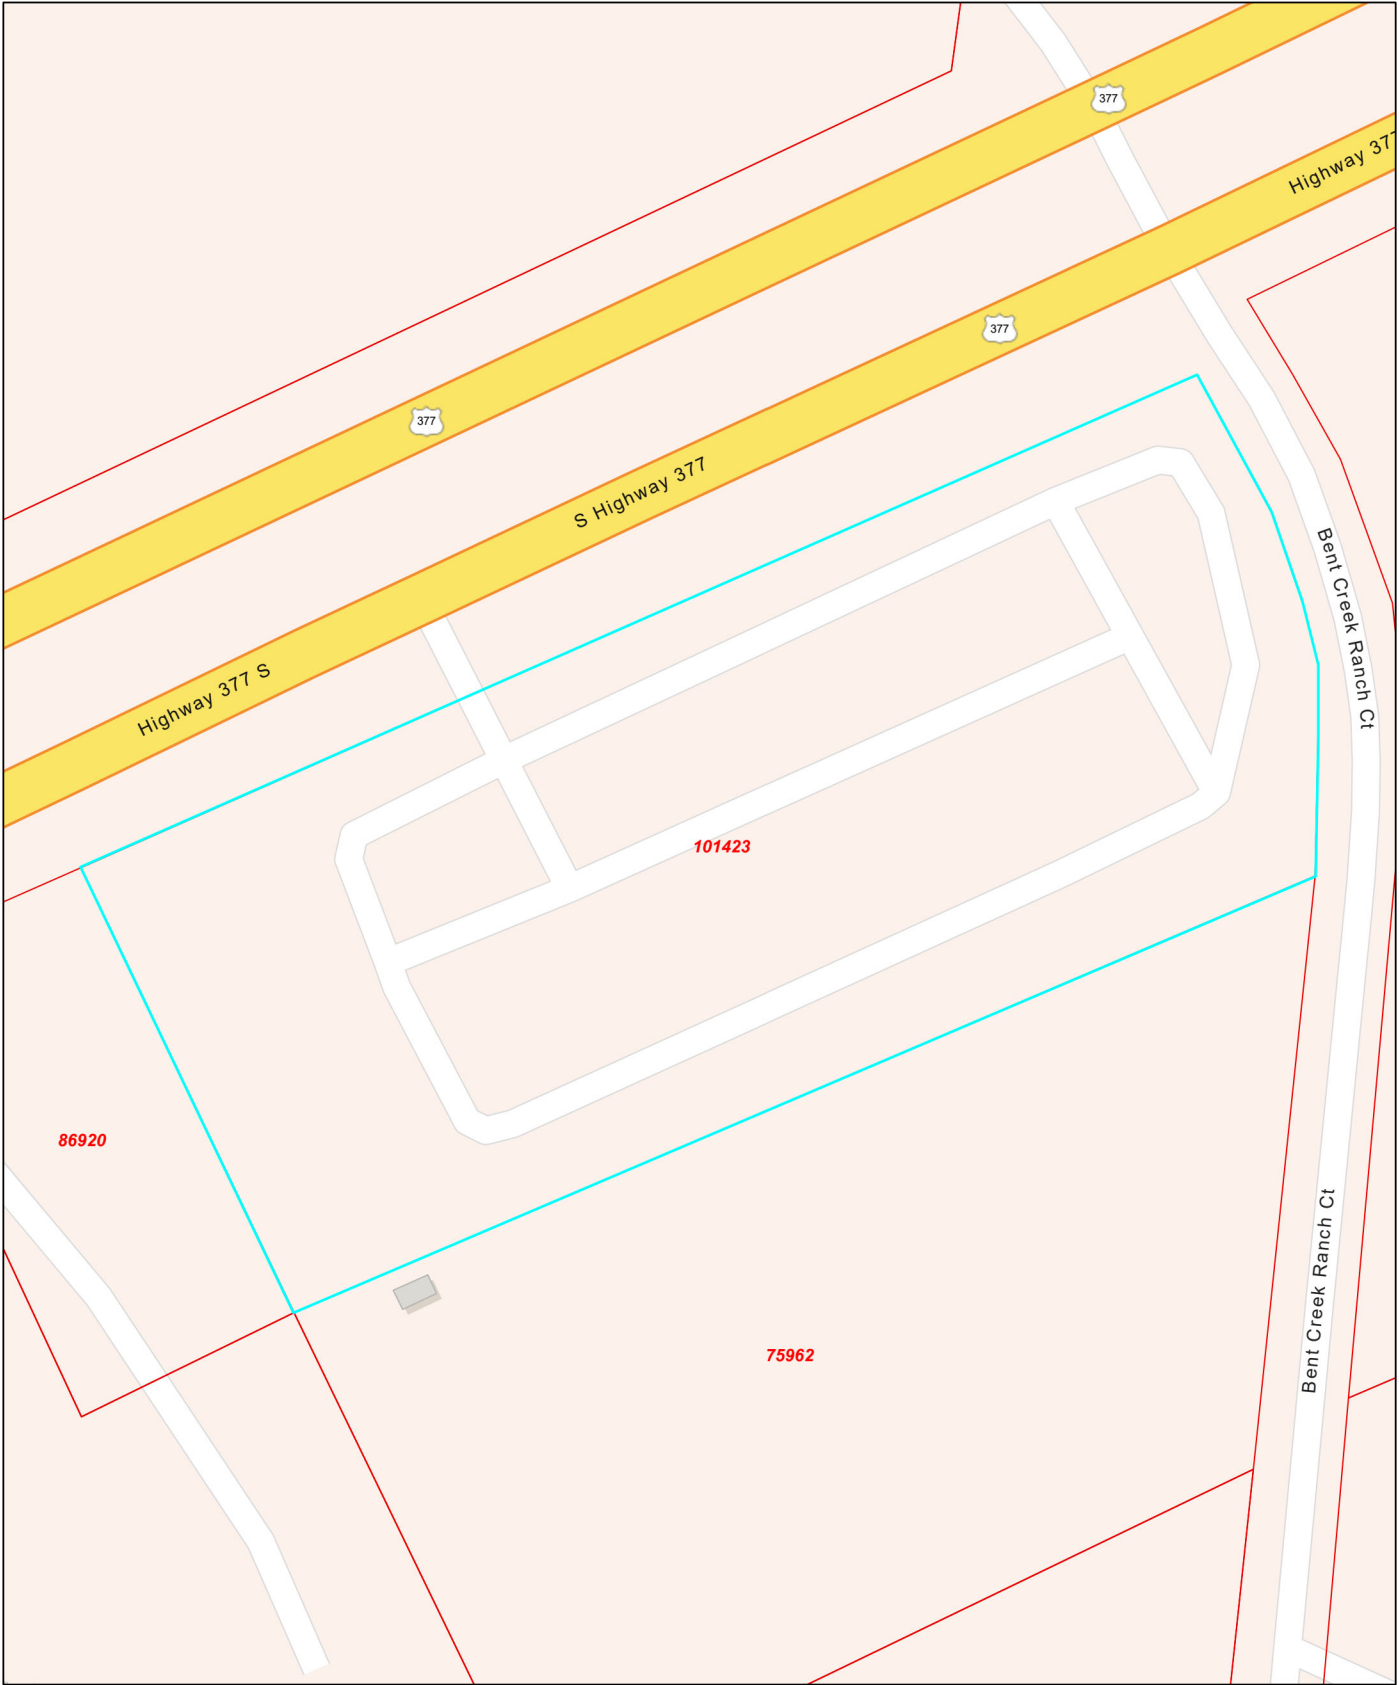 377
Highway 377
377
377
S Highway 377
Bent Creek Ranch Ct
Highway 377 S
101423
86920
Bent Creek Ranch Ct
75962